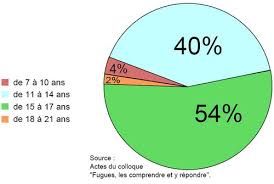 40%
4%
2%
54%
de 7 à 10 ans
de 11 à 14 ans
de 15 à 17 ans
de 18 à 21 ans
Source :
Actes du colloque
"Fugues, les comprendre et y répondre".